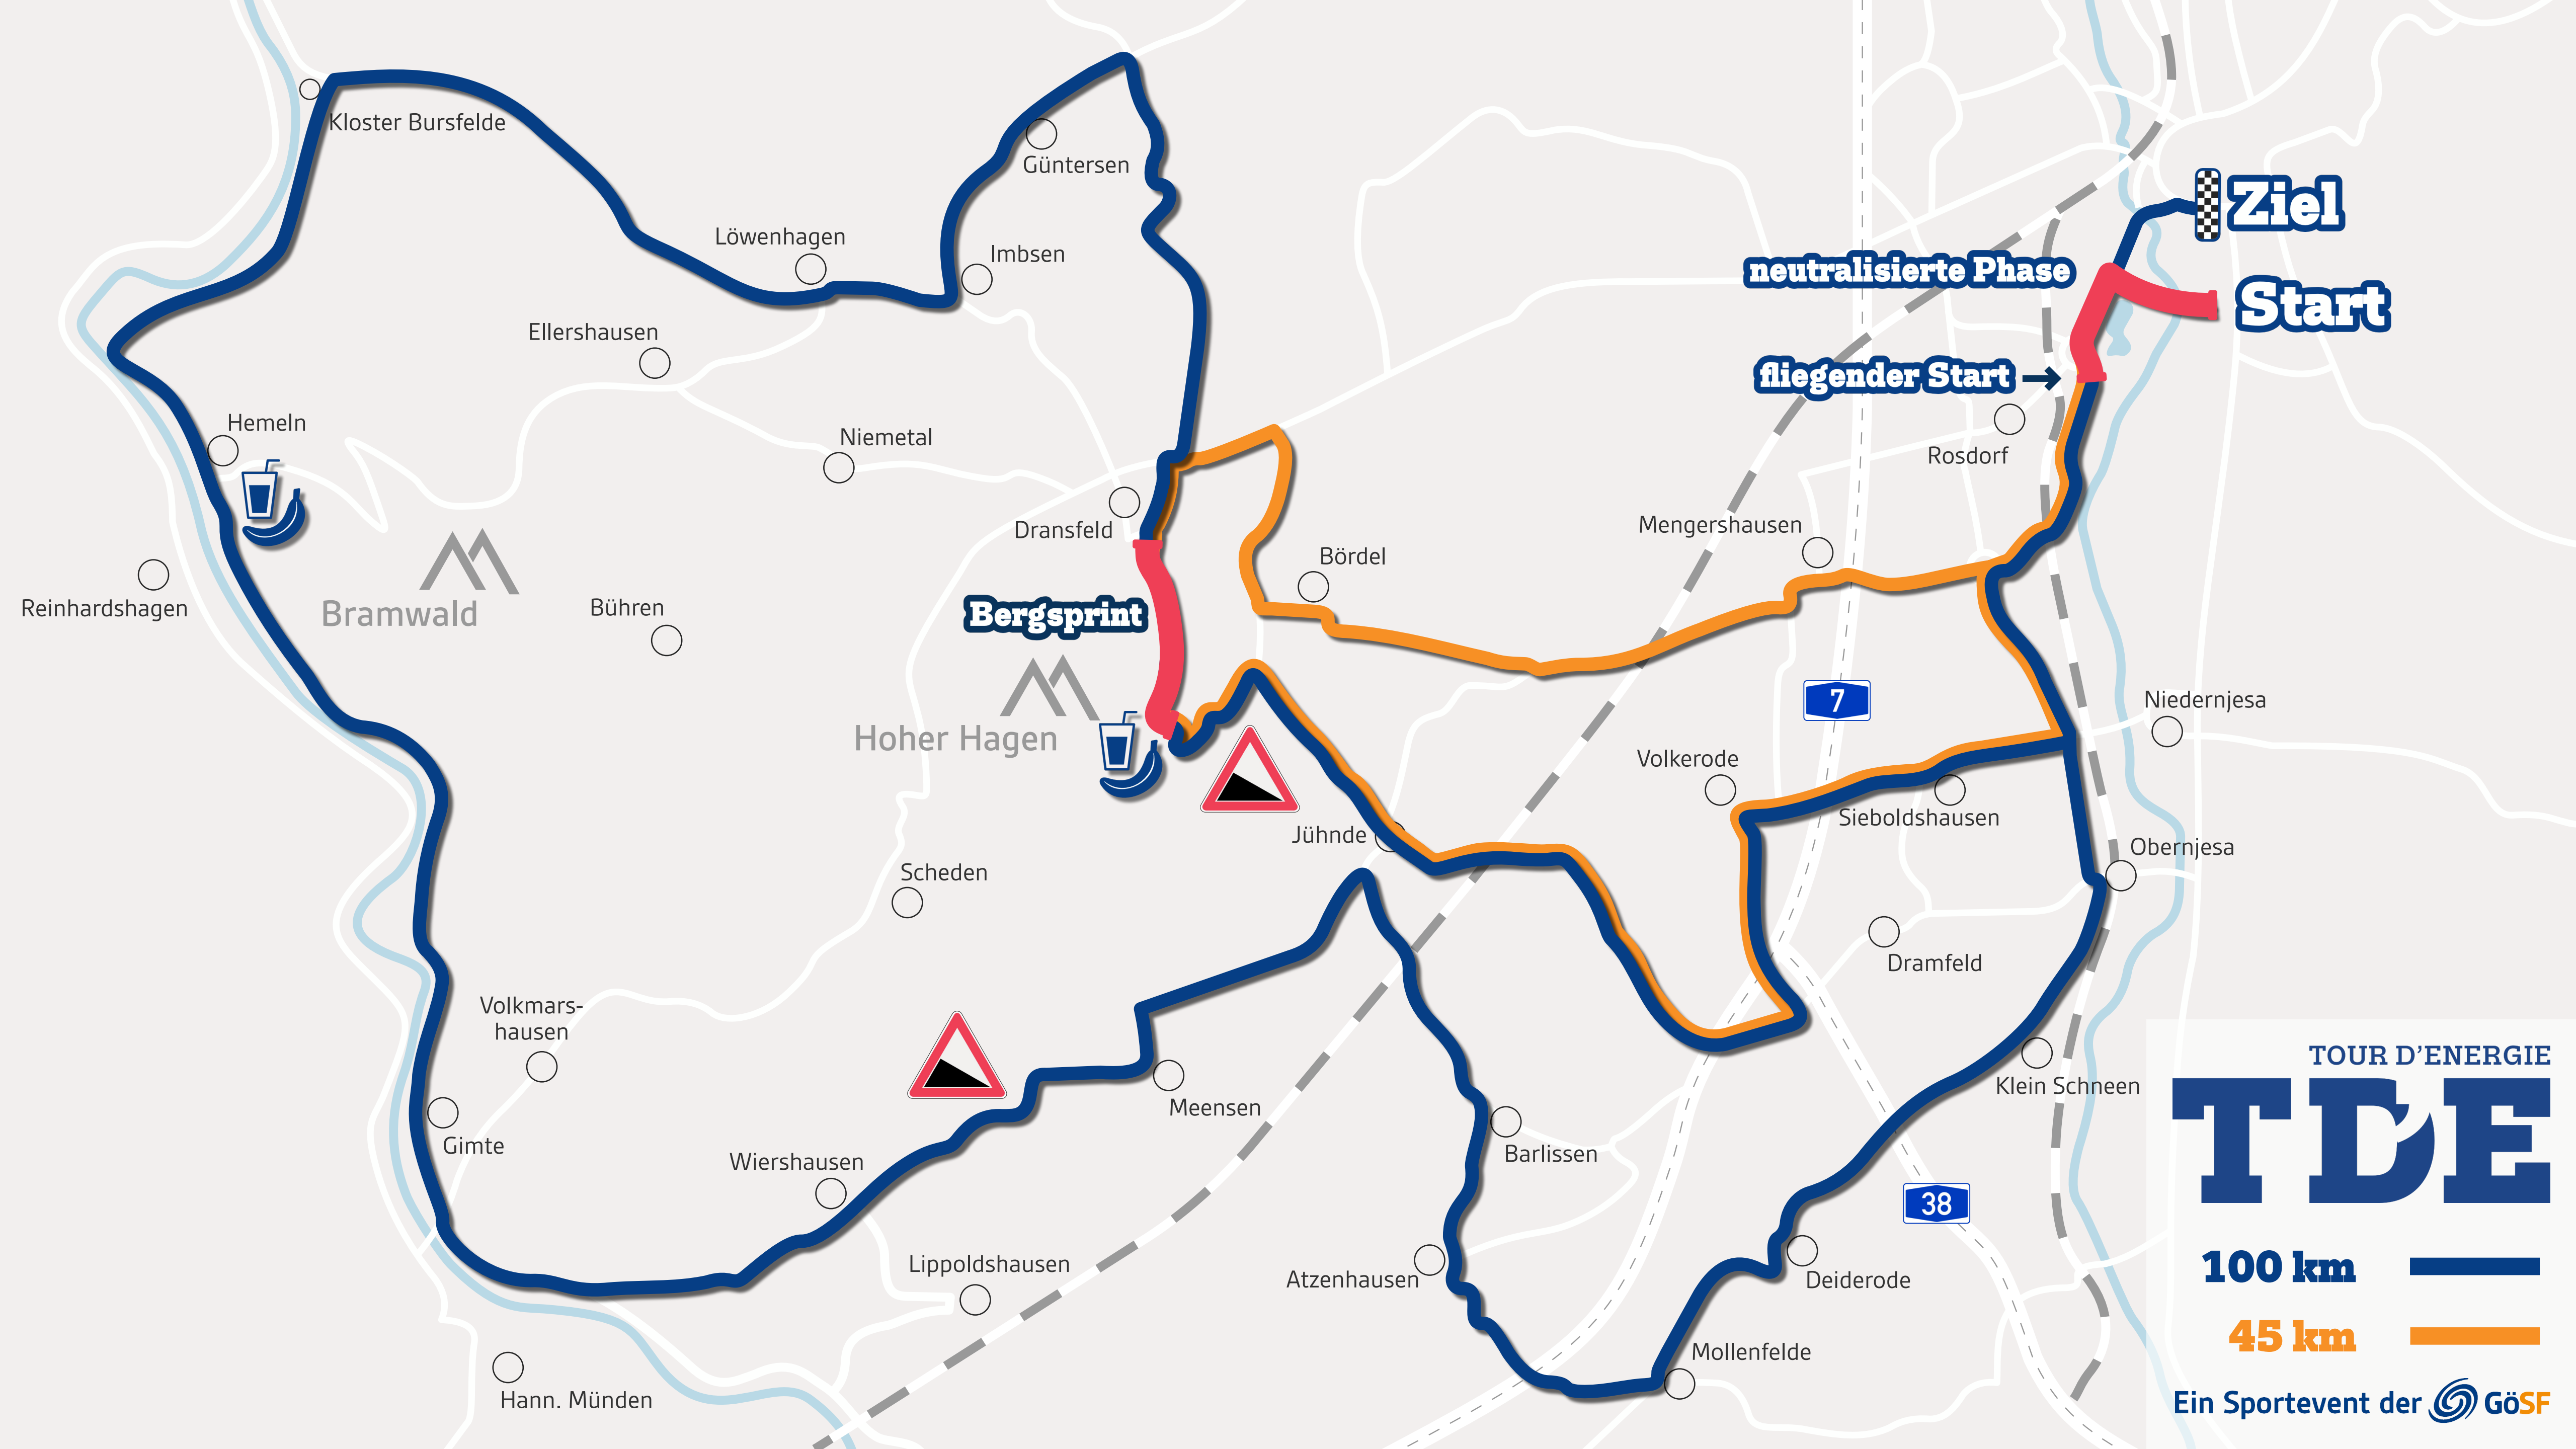 Kloster Bursfelde
Güntersen
Ziel
Löwenhagen
Imbsen
neutralisierte Phase
Start
Ellershausen
fliegender Start
Hemeln
Niemetal
Rosdorf
Dransfeld
Mengershausen
Bördel
Reinhardshagen
Bramwald
Bühren
Bergsprint
7
Niedernjesa
Hoher Hagen
Volkerode
Sieboldshausen
Jühnde
Obernjesa
Scheden
Dramfeld
Volkmars-
hausen
TOUR D'ENERGIE
TDE
Klein Schneen
Meensen
Gimte
Barlissen
Wiershausen
38
Lippoldshausen
Atzenhausen
Deiderode
100 km
45 km
Mollenfelde
Hann. Münden
Ein Sportevent der GöSF